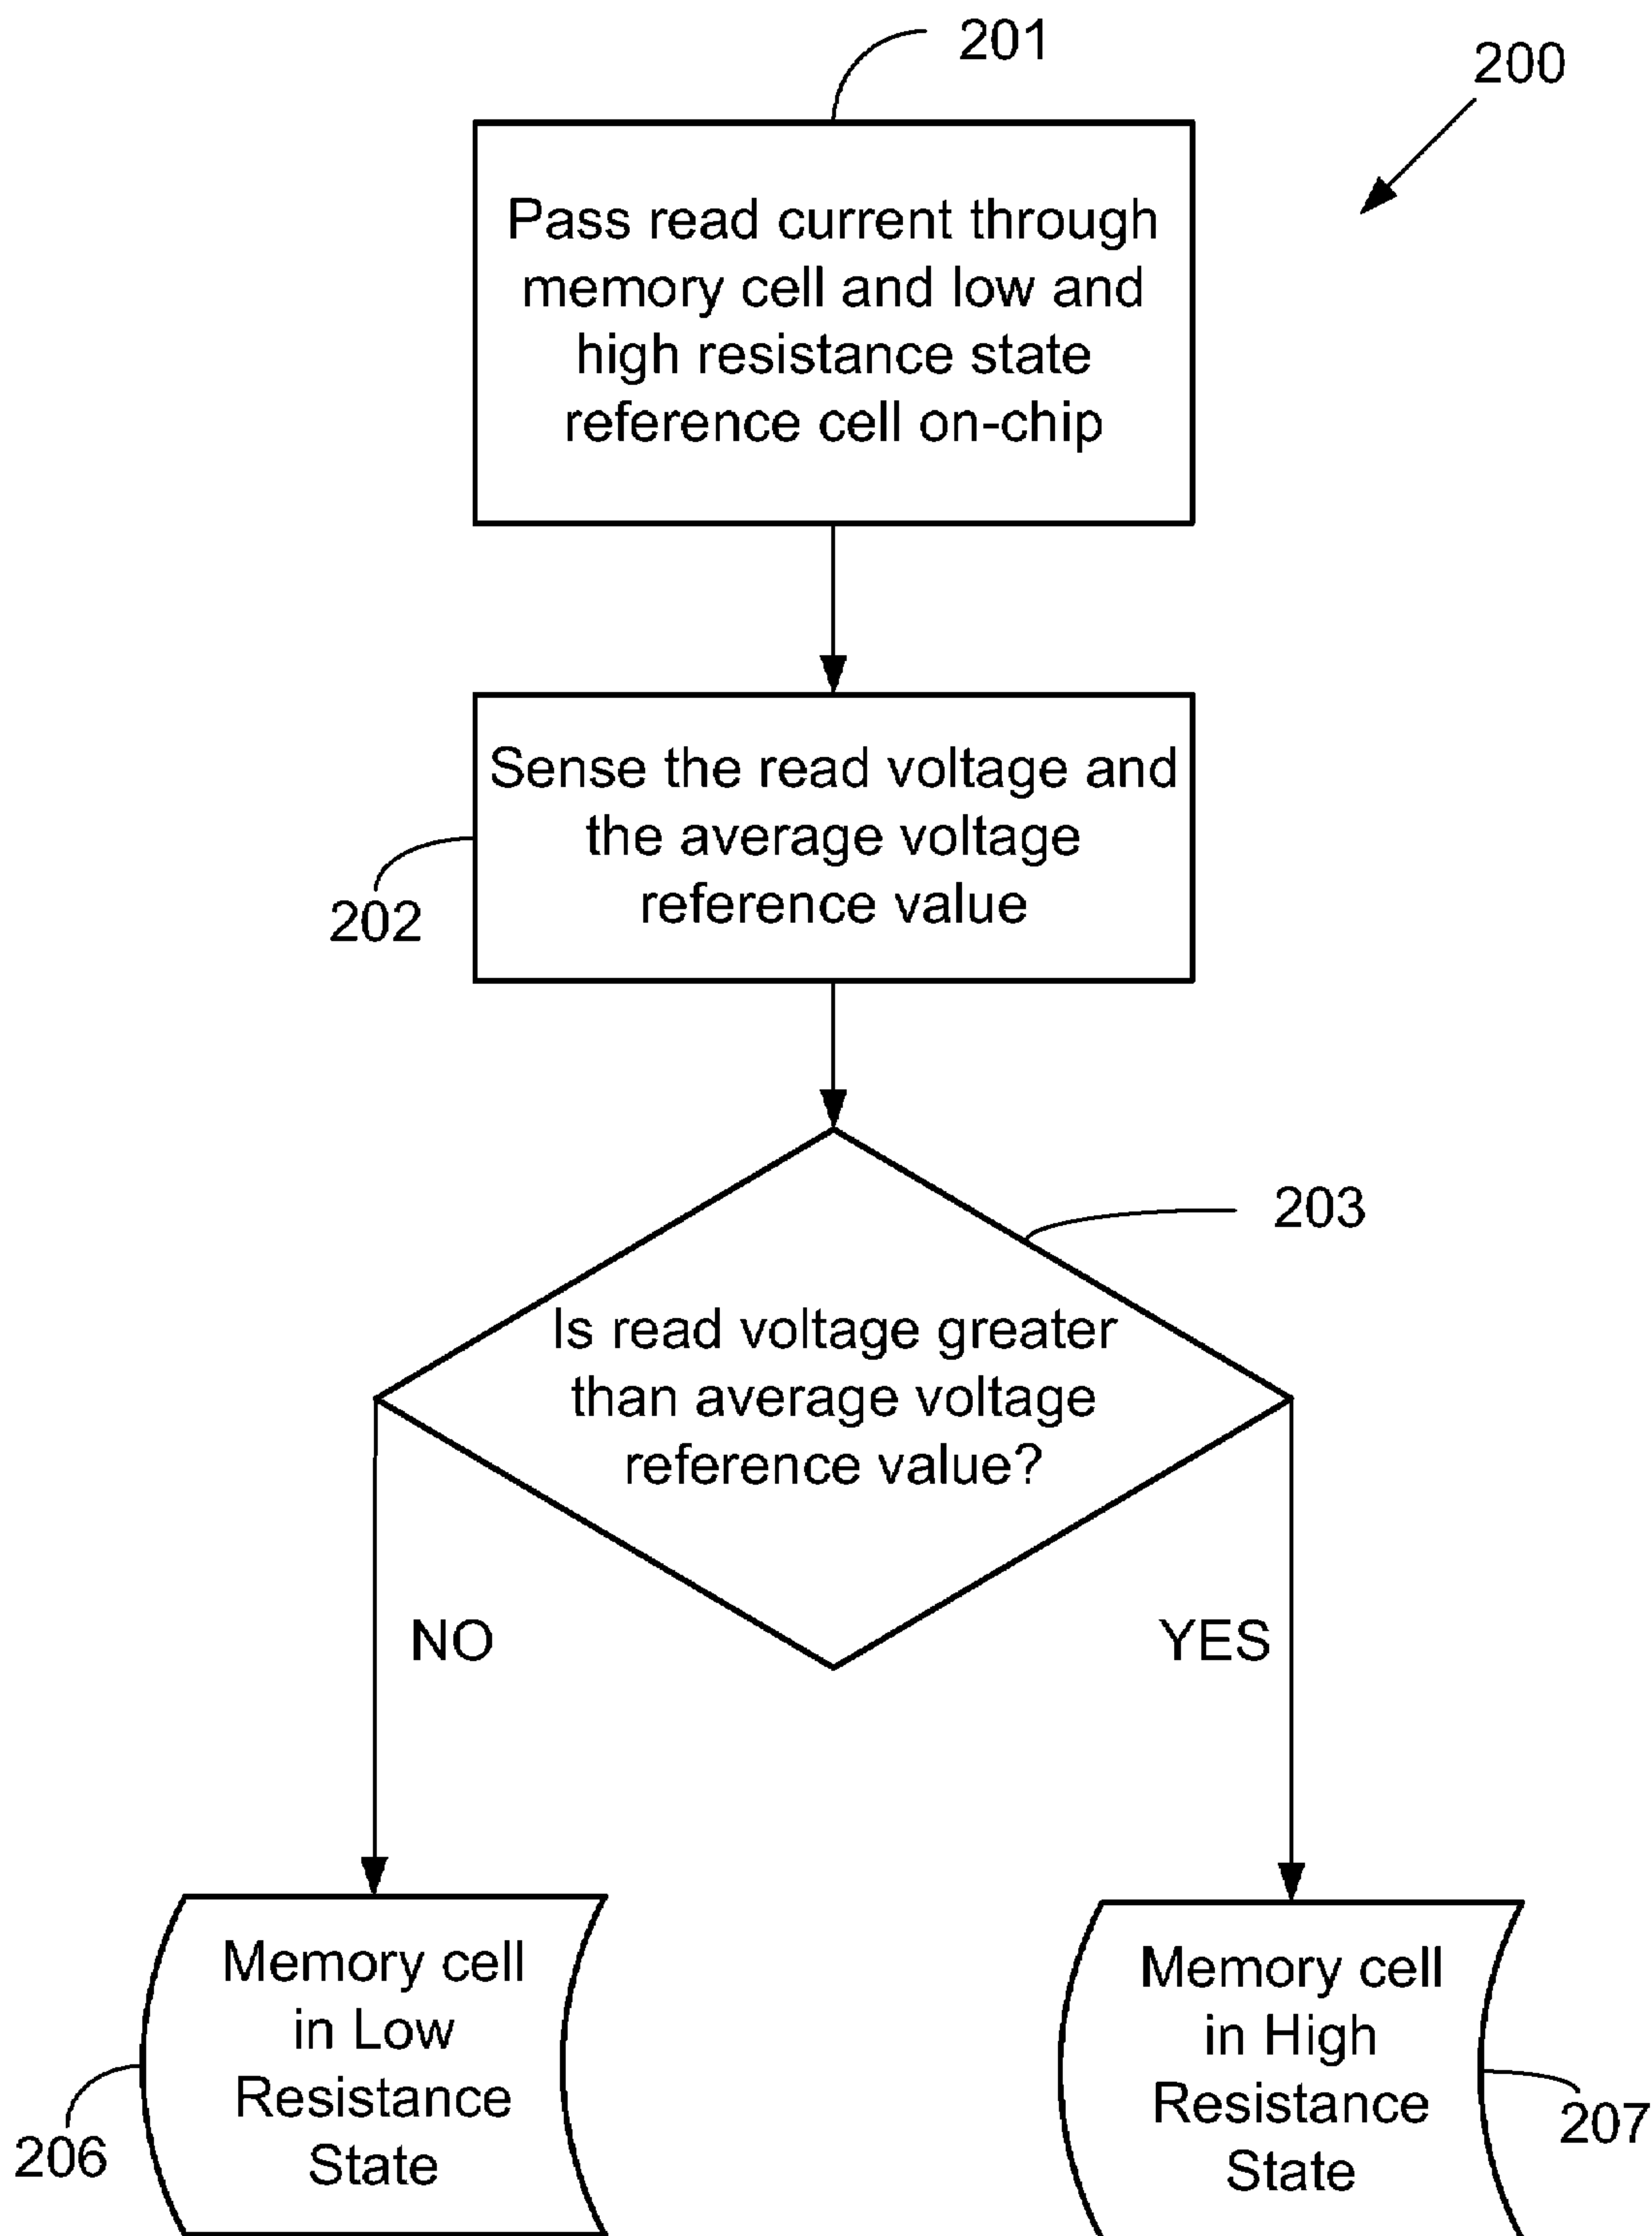 201
200
Pass read current through
memory cell and low and
high resistance state
reference cell on-chip
Sense the read voltage and
the average voltage
reference value
202
203
Is read voltage greater
than average voltage
reference value?
NO
YES
Memory cell
in Low
Resistance
State
206
Memory cell
in High
Resistance
State
207